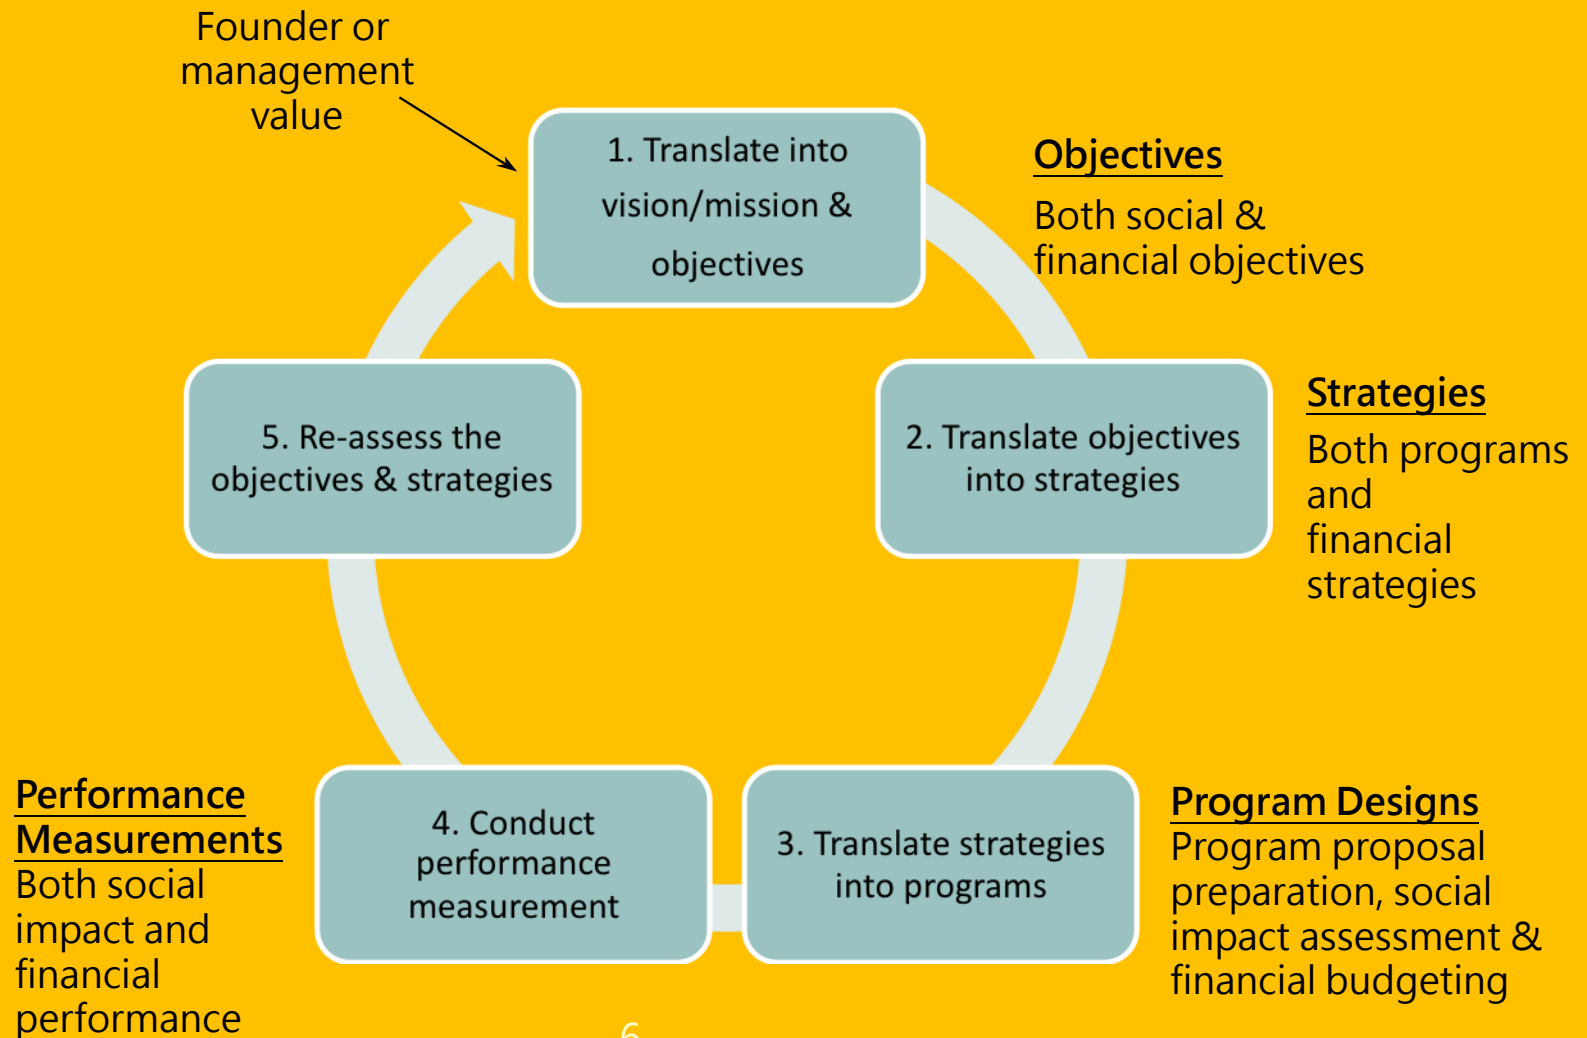 Founder or
management
value
1. Translate into
vision/mission &
objectives
Objectives
Both social &
financial objectives
2. Translate objectives
into strategies
Strategies
Both programs
and
financial
strategies
3. Translate strategies
into programs
Program Designs
Program proposal
preparation, social
impact assessment &
financial budgeting
4. Conduct
performance
measurement
Performance
Measurements
Both social
impact and
financial
performance
5. Re-assess the
objectives & strategies
6